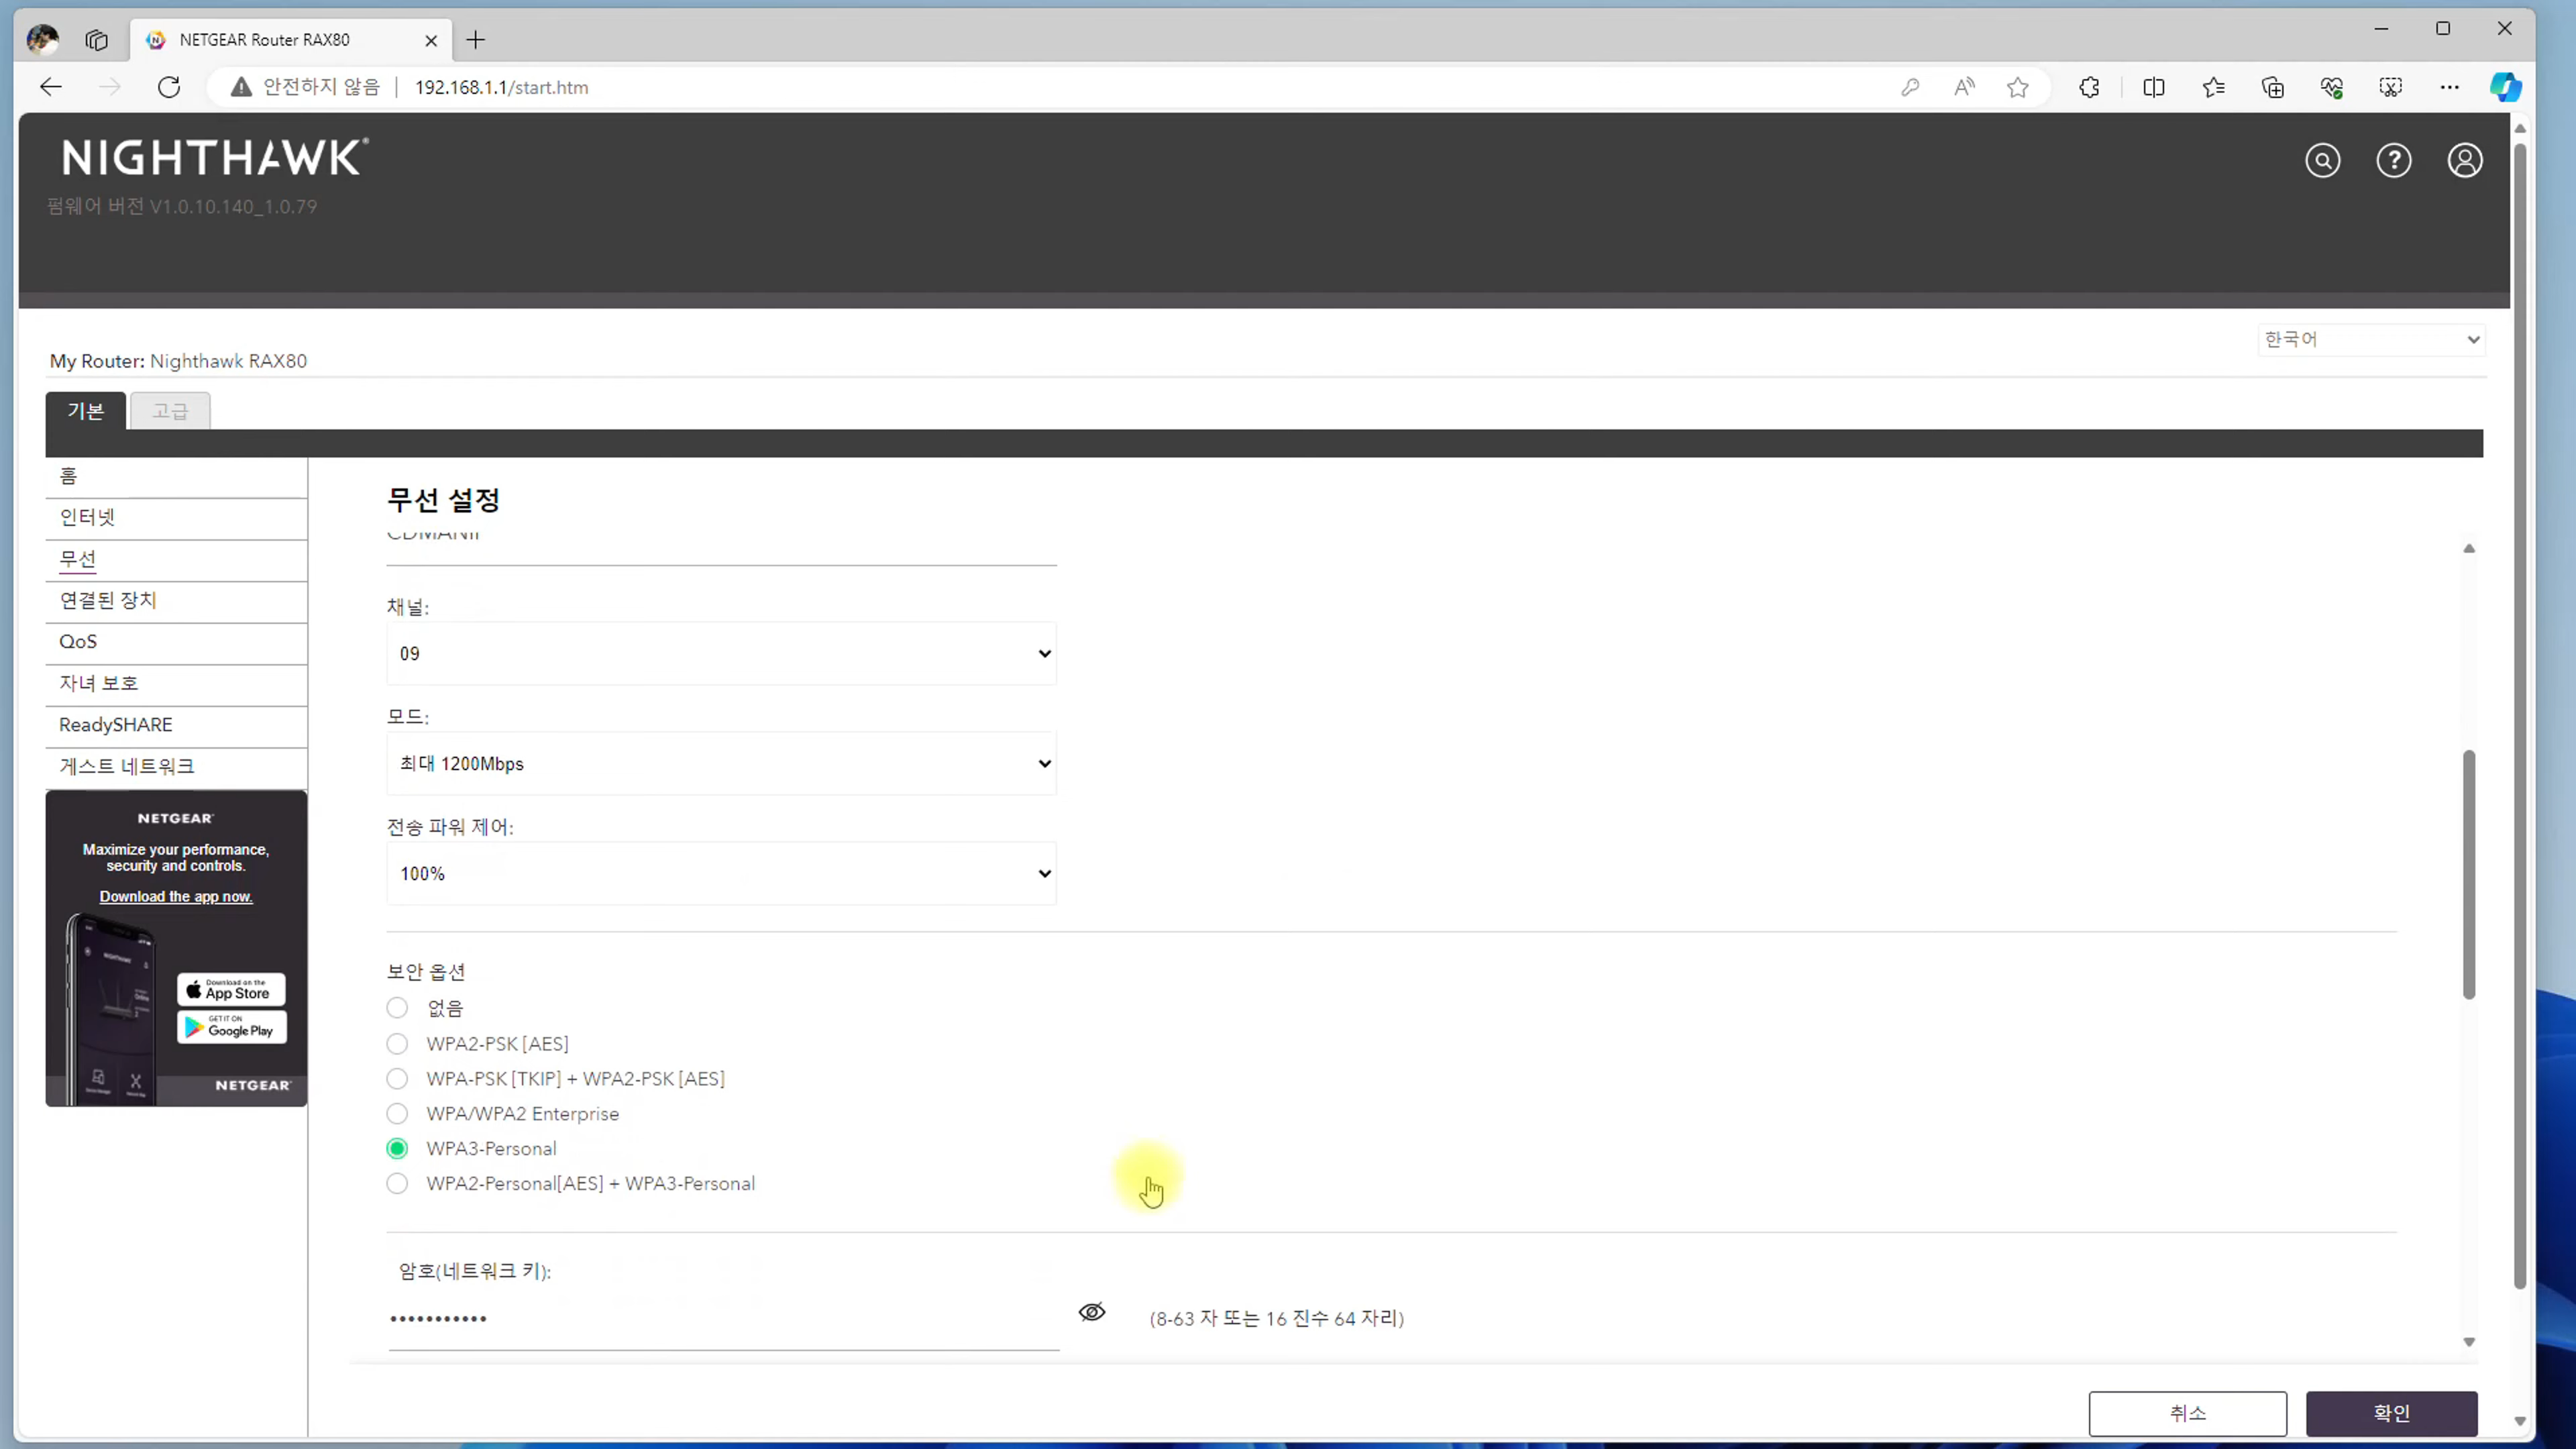 NETGEAR Router RAX80
안전하지 않음 | 192.168.1.1/start.htm
NIGHTHAWK
펌웨어 버전 V1.0.10.140_1.0.79
한국어
My Router: Nighthawk RAX80
기본
고급
홈
인터넷
무선
연결된 장치
QoS
자녀 보호
ReadySHARE
게스트 네트워크
NETGEAR
Maximize your performance,
security and controls.
Download the app now.
Download on the
App Store
GET IT ON
Google Play
NETGEAR
무선 설정
채널:
09
모드:
최대 1200Mbps
전송 파워 제어:
100%
보안 옵션
없음
WPA2-PSK [AES]
WPA-PSK [TKIP] + WPA2-PSK [AES]
WPA/WPA2 Enterprise
WPA3-Personal
WPA2-Personal[AES] + WPA3-Personal
암호(네트워크 키):
•••••••••••
(8-63 자 또는 16 진수 64 자리)
취소
확인